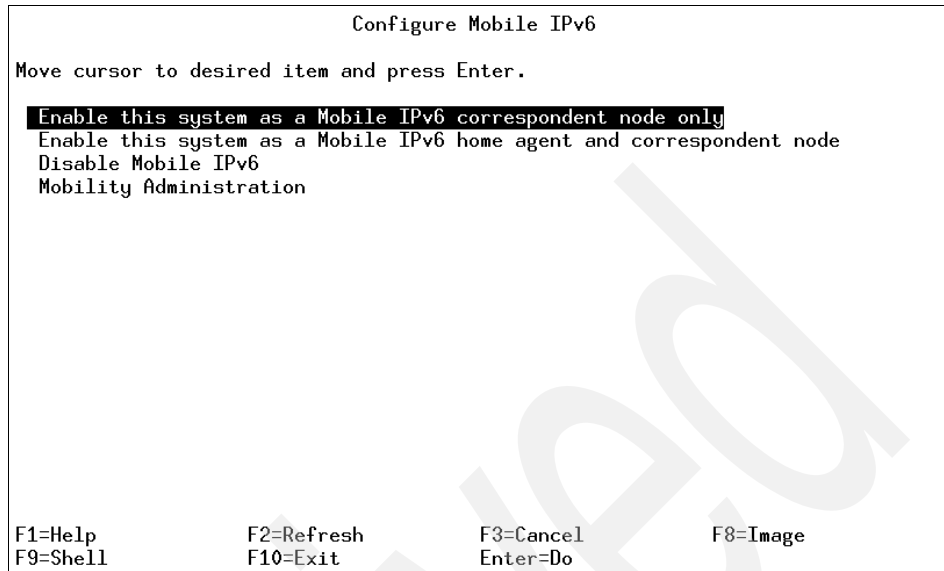 Configure Mobile IPv6
Move cursor to desired item and press Enter.
Enable this system as a Mobile IPv6 correspondent node only
Enable this system as a Mobile IPv6 home agent and correspondent node
Disable Mobile IPv6
Mobility Administration
F1=Help F2=Refresh F3=Cancel F8=Image
F9=Shell F10=Exit Enter=Do